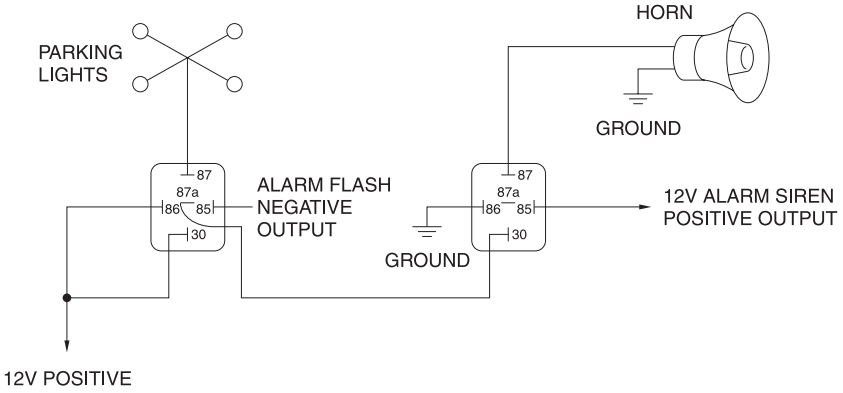 HORN
PARKING
LIGHTS
GROUND
87
87a
86 85
30
ALARM FLASH
NEGATIVE
OUTPUT
87
87a
86 85
30
GROUND
12V ALARM SIREN
POSITIVE OUTPUT
12V POSITIVE